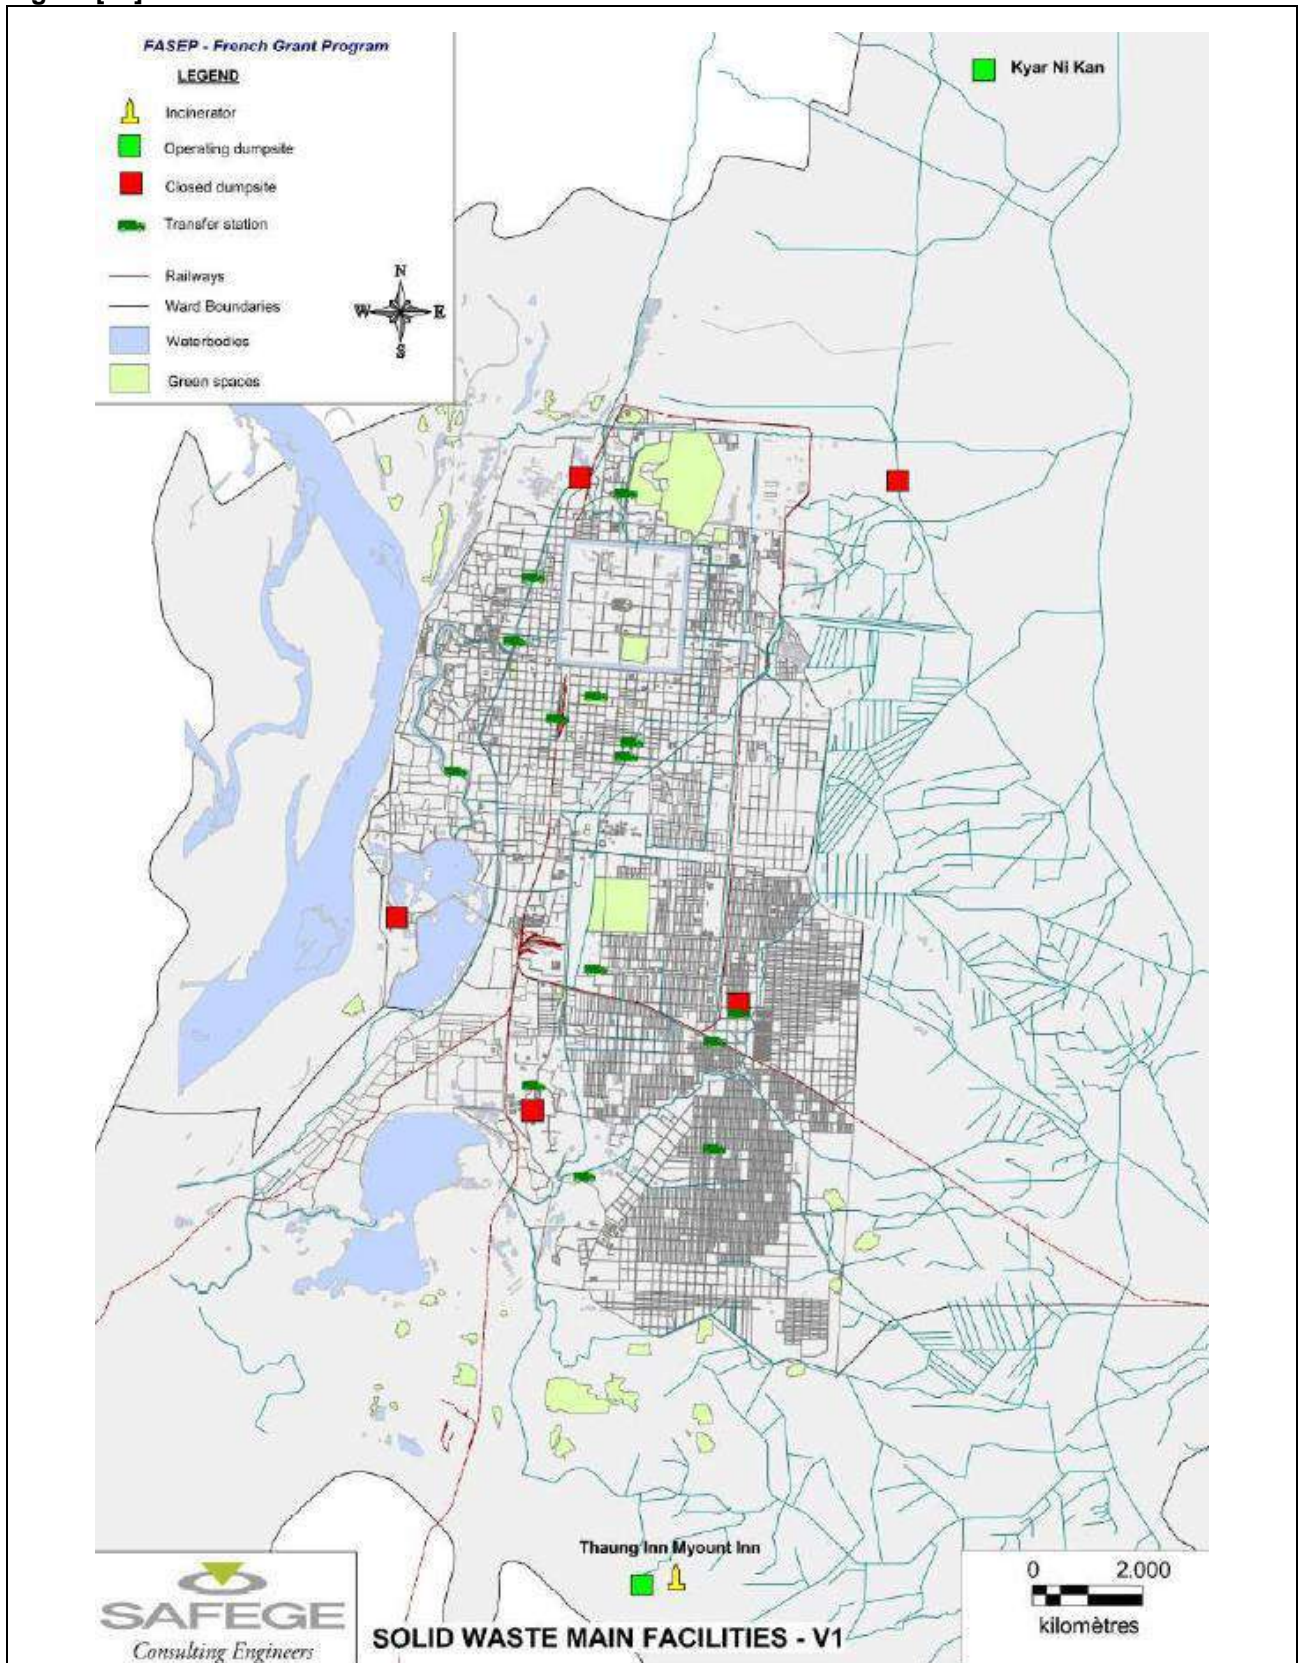 FASEP - French Grant Program
LEGEND
Incinerator
Operating dumpsite
Closed dumpsite
Transfer station
Railways
Ward Boundaries
Waterbodies
Green spaces
N
W E
S
Kyar Ni Kan
Thaung Inn Myount Inn
SAFEGE
Consulting Engineers
SOLID WASTE MAIN FACILITIES - V1
0 2.000
kilomètres